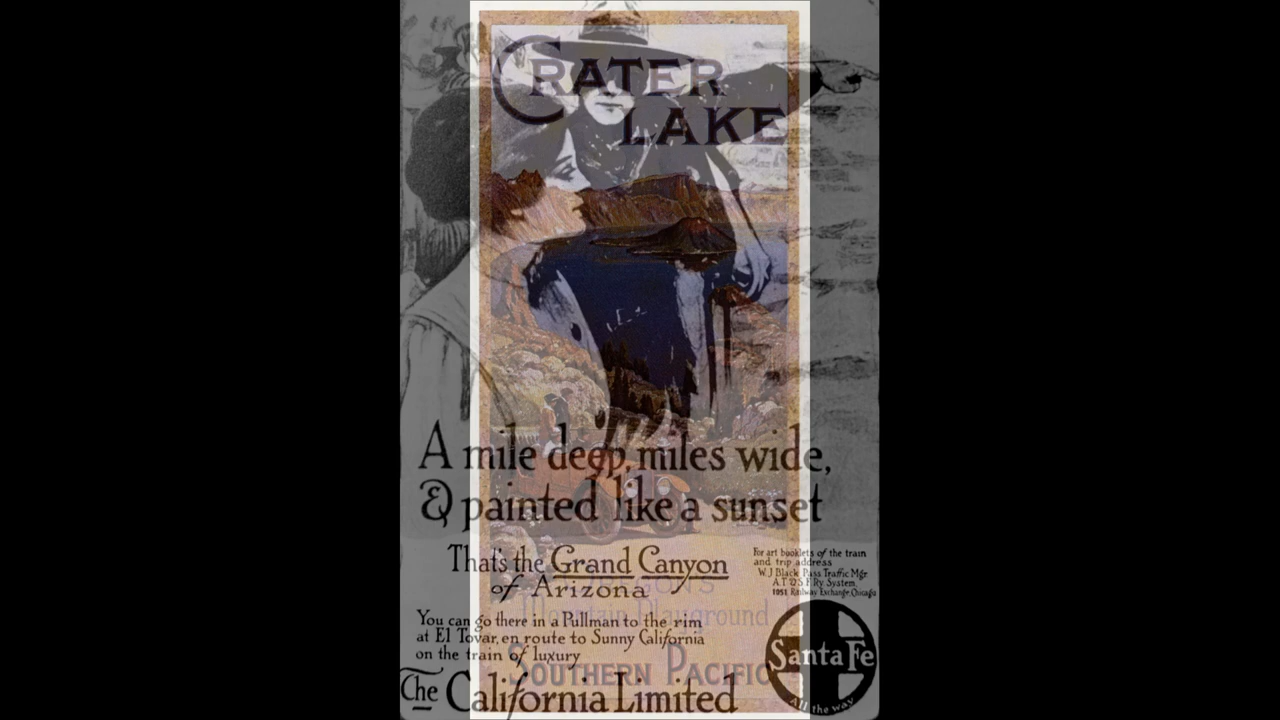 CRATER
LAKE
A mile deep, miles wide,
& painted like a sunset
That's the Grand Canyon
of Arizona
For art booklets of the train
and trip address
W.J. Black, Pass. Traffic Mgr
A.T. & S.F. Ry. System,
1051 Railway Exchange, Chicago
OREGON'S
Mountain Playground
You can go there in a Pullman to the rim
at El Tovar, en route to Sunny California
on the train of luxury
Santa Fe
All the way
SOUTHERN PACIFIC
The California Limited